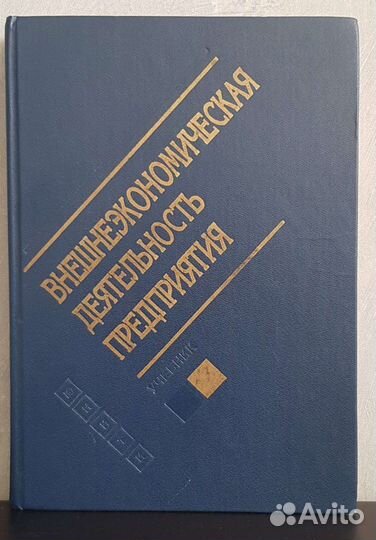 ВНЕШНЕЭКОНОМИЧЕСКАЯ
ДЕЯТЕЛЬНОСТЬ
ПРЕДПРИЯТИЯ
УЧЕБНИК
Avito